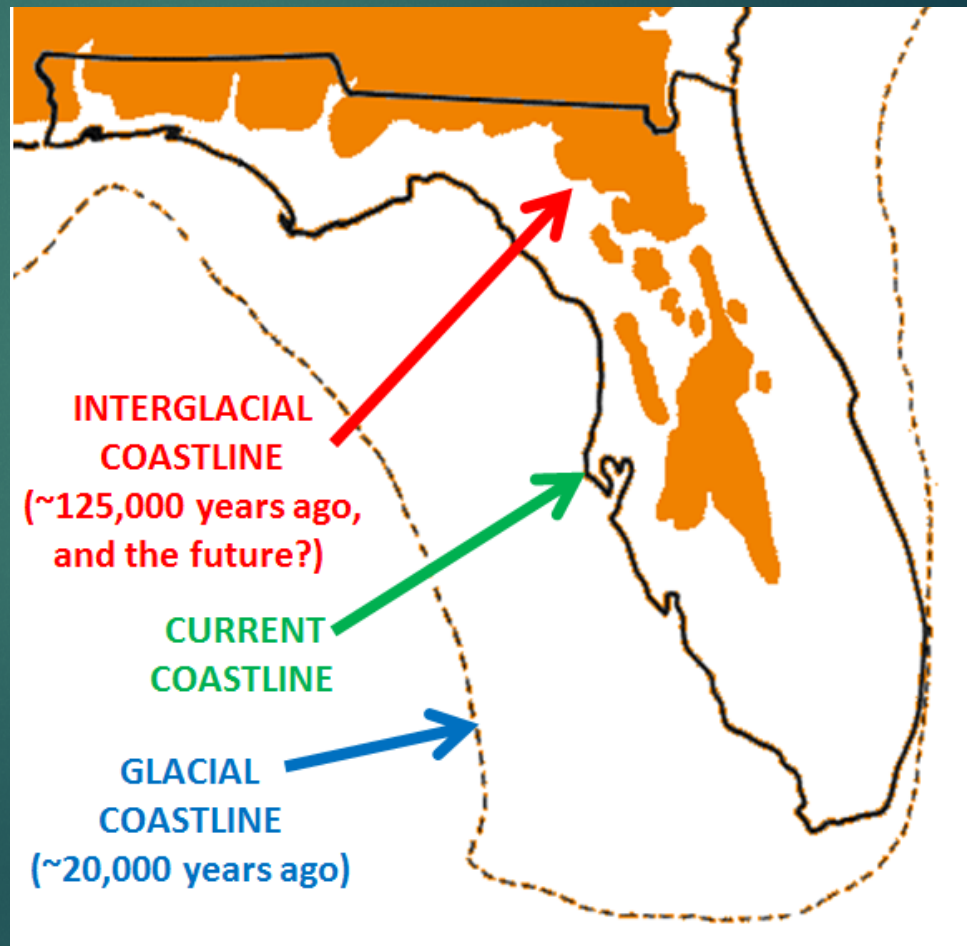 INTERGLACIAL
COASTLINE
(~125,000 years ago,
and the future?)
CURRENT
COASTLINE
GLACIAL
COASTLINE
(~20,000 years ago)